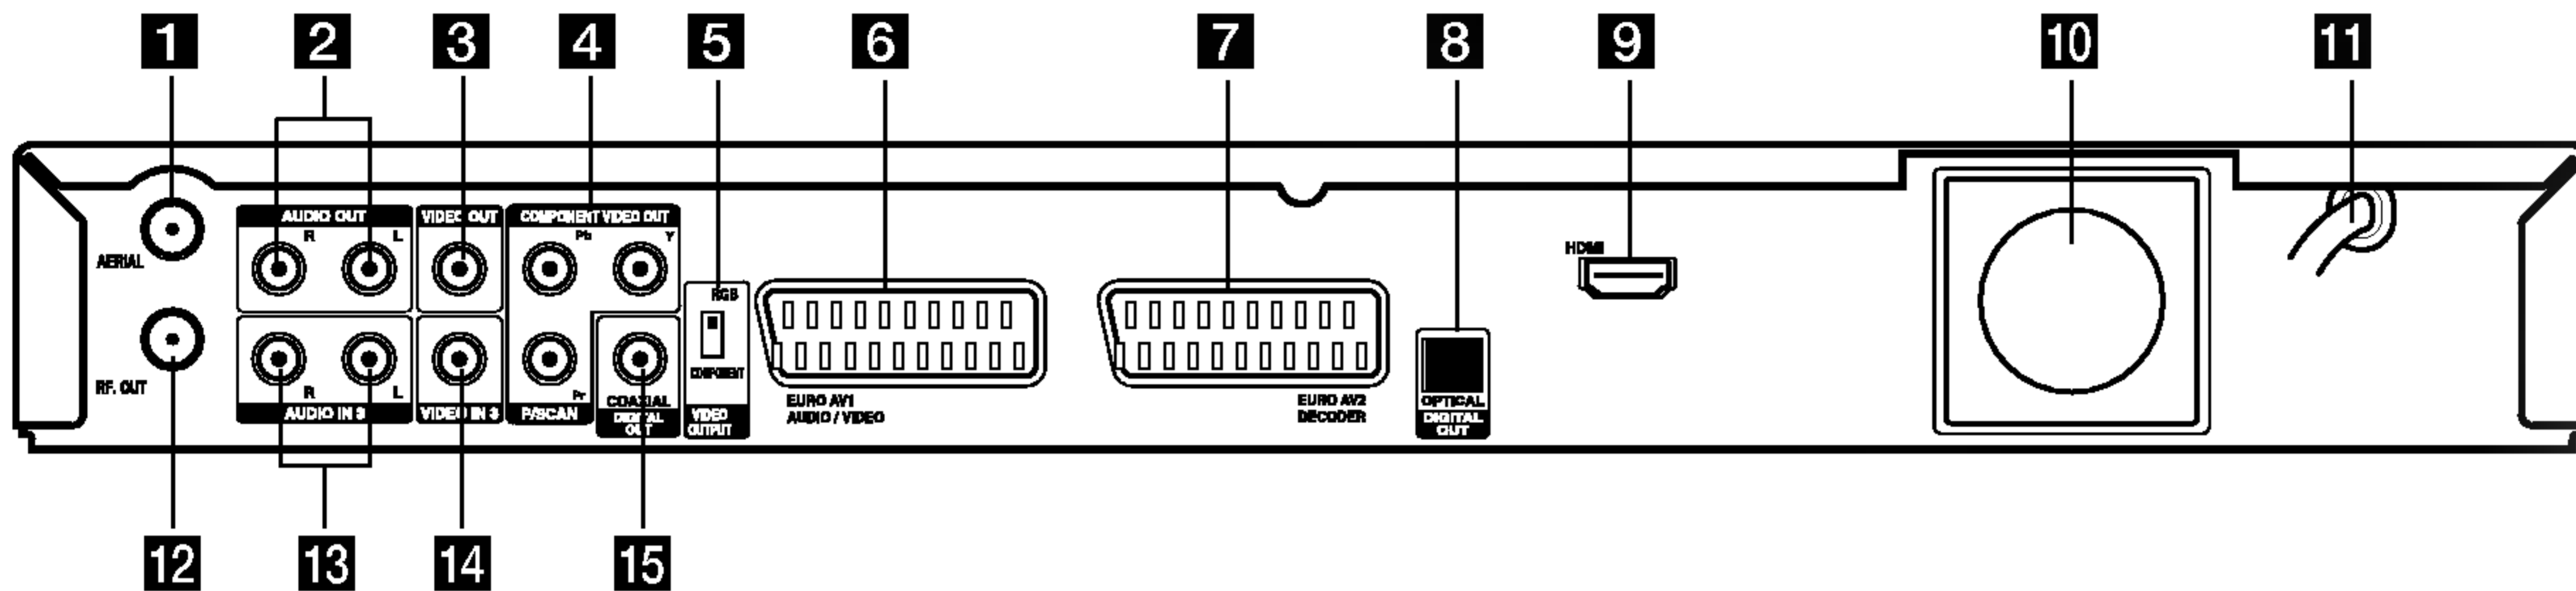 1 2 3 4 5 6 7 8 9 10 11
AUDIO OUT VIDEO OUT COMPONENT VIDEO OUT
R L Pb Y
HDMI
AERIAL
RGB
COMPONENT
RF. OUT
R L Pr
COAXIAL
DIGITAL
OUT
AUDIO IN 3 VIDEO IN 3 P/SCAN
VIDEO
OUTPUT
EURO AV1
AUDIO / VIDEO
EURO AV2
DECODER
OPTICAL
DIGITAL
OUT
12 13 14 15